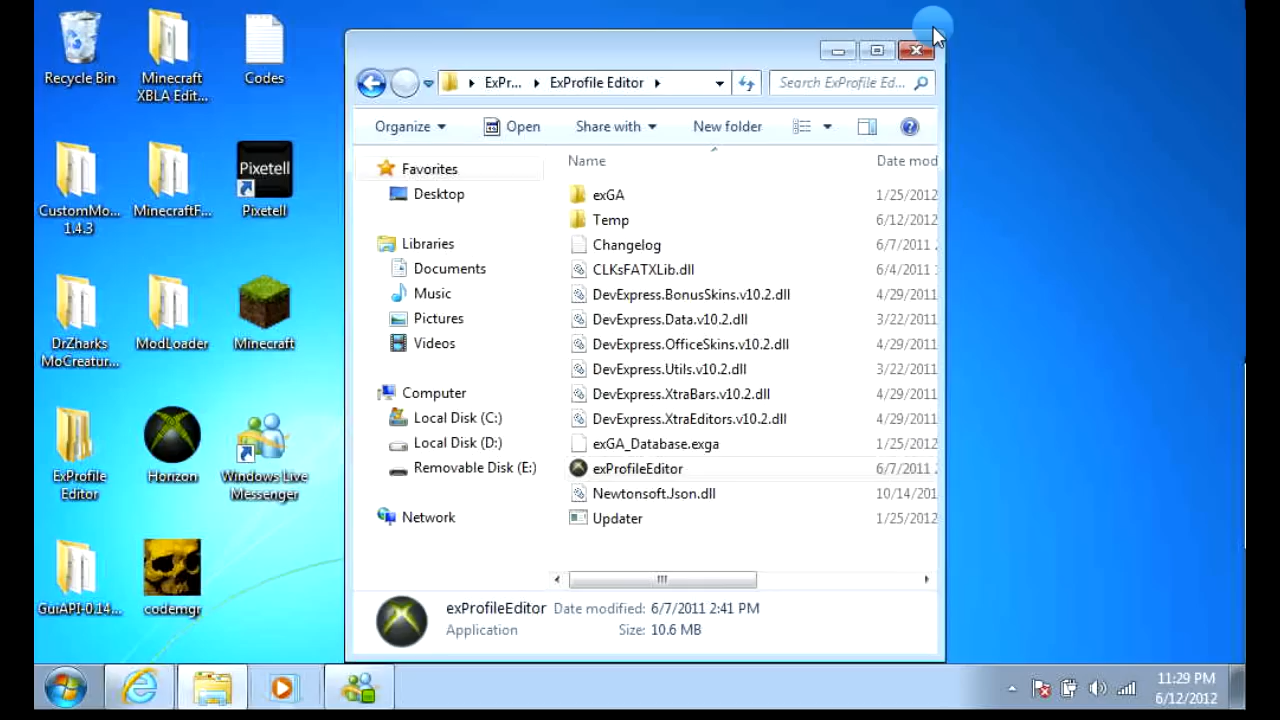 Recycle Bin
Minecraft
XBLA Edit...
Codes
CustomMo...
1.4.3
MinecraftF...
Pixetell
Pixetell
DrZharks
MoCreatur...
ModLoader
Minecraft
ExProfile
Editor
Horizon
Windows Live
Messenger
GuiAPI-0.14...
codemgr
ExPr... ExProfile Editor
Search ExProfile Ed...
Organize Open Share with New folder
Favorites
Desktop
Libraries
Documents
Music
Pictures
Videos
Computer
Local Disk (C:)
Local Disk (D:)
Removable Disk (E:)
Network
Name Date mod
exGA 1/25/2012
Temp 6/12/2012
Changelog 6/7/2011
CLKsFATXLib.dll 6/4/2011
DevExpress.BonusSkins.v10.2.dll 4/29/2011
DevExpress.Data.v10.2.dll 3/22/2011
DevExpress.OfficeSkins.v10.2.dll 4/29/2011
DevExpress.Utils.v10.2.dll 3/22/2011
DevExpress.XtraBars.v10.2.dll 4/29/2011
DevExpress.XtraEditors.v10.2.dll 4/29/2011
exGA_Database.exga 1/25/2012
exProfileEditor 6/7/2011
Newtonsoft.Json.dll 10/14/201
Updater 1/25/2012
exProfileEditor Date modified: 6/7/2011 2:41 PM
Application Size: 10.6 MB
11:29 PM
6/12/2012